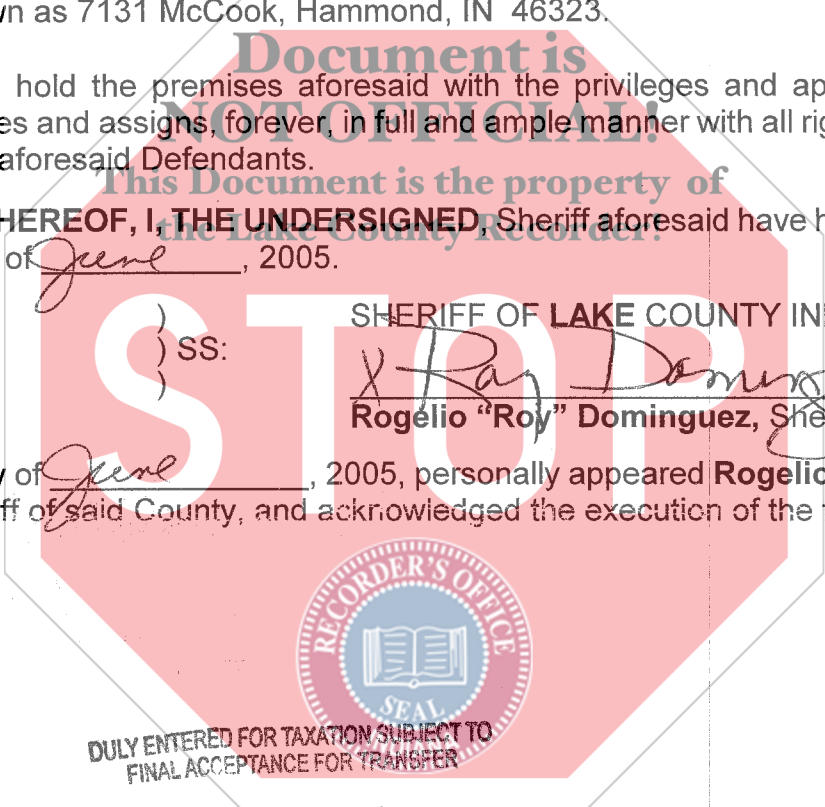 wn as 7131 McCook, Hammond, IN 46323.
Document is
hold the premises aforesaid with the privileges and ap
NOT OFFICIAL!
es and assigns, forever, in full and ample manner with all rig
aforesaid Defendants.
This Document is the property of
HEREOF, I, THE UNDERSIGNED, Sheriff aforesaid have h
the Lake County Recorder!
of June, 2005.
STOP
) SHERIFF OF LAKE COUNTY IN
) SS:
)
X Roy Doming
Rogelio "Roy" Dominguez, She
y of June, 2005, personally appeared Rogelio
ff of said County, and acknowledged the execution of the f
RECORDER'S OFFICE
SEAL
DULY ENTERED FOR TAXATION SUBJECT TO
FINAL ACCEPTANCE FOR TRANSFER